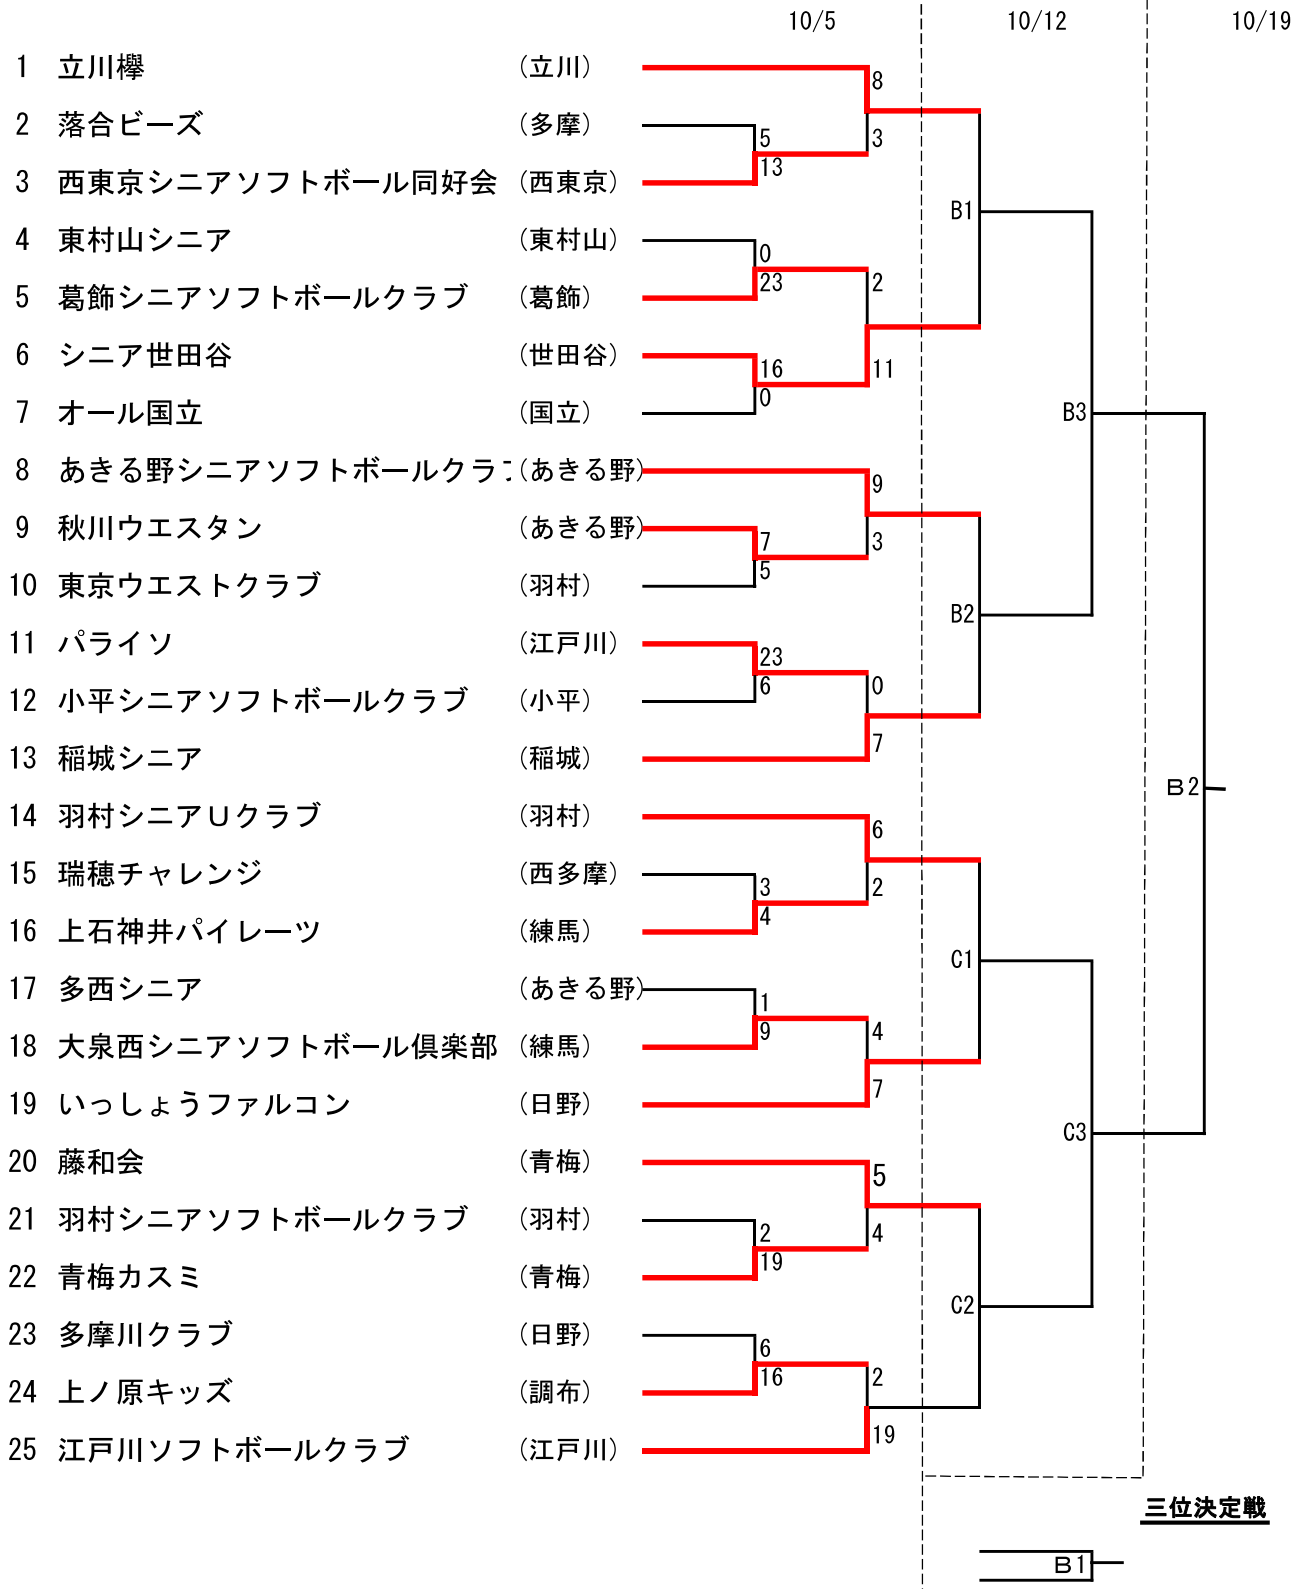 10/5 10/12 10/19
1 立川欅 (立川) 8
2 落合ビーズ (多摩) 5 3
3 西東京シニアソフトボール同好会 (西東京) 13
B1
4 東村山シニア (東村山) 0
5 葛飾シニアソフトボールクラブ (葛飾) 23 2
6 シニア世田谷 (世田谷) 16 11
7 オール国立 (国立) 0 B3
8 あきる野シニアソフトボールクラブ (あきる野) 9
9 秋川ウエスタン (あきる野) 7 3
10 東京ウエストクラブ (羽村) 5
B2
11 パライソ (江戸川) 23
12 小平シニアソフトボールクラブ (小平) 6 0
13 稲城シニア (稲城) 7
B2
14 羽村シニアUクラブ (羽村) 6
15 瑞穂チャレンジ (西多摩) 3 2
16 上石神井パイレーツ (練馬) 4
C1
17 多西シニア (あきる野) 1
18 大泉西シニアソフトボール倶楽部 (練馬) 9 4
19 いっしょうファルコン (日野) 7
C3
20 藤和会 (青梅) 5
21 羽村シニアソフトボールクラブ (羽村) 2 4
22 青梅カスミ (青梅) 19
C2
23 多摩川クラブ (日野) 6
24 上ノ原キッズ (調布) 16 2
25 江戸川ソフトボールクラブ (江戸川) 19
三位決定戦
B1